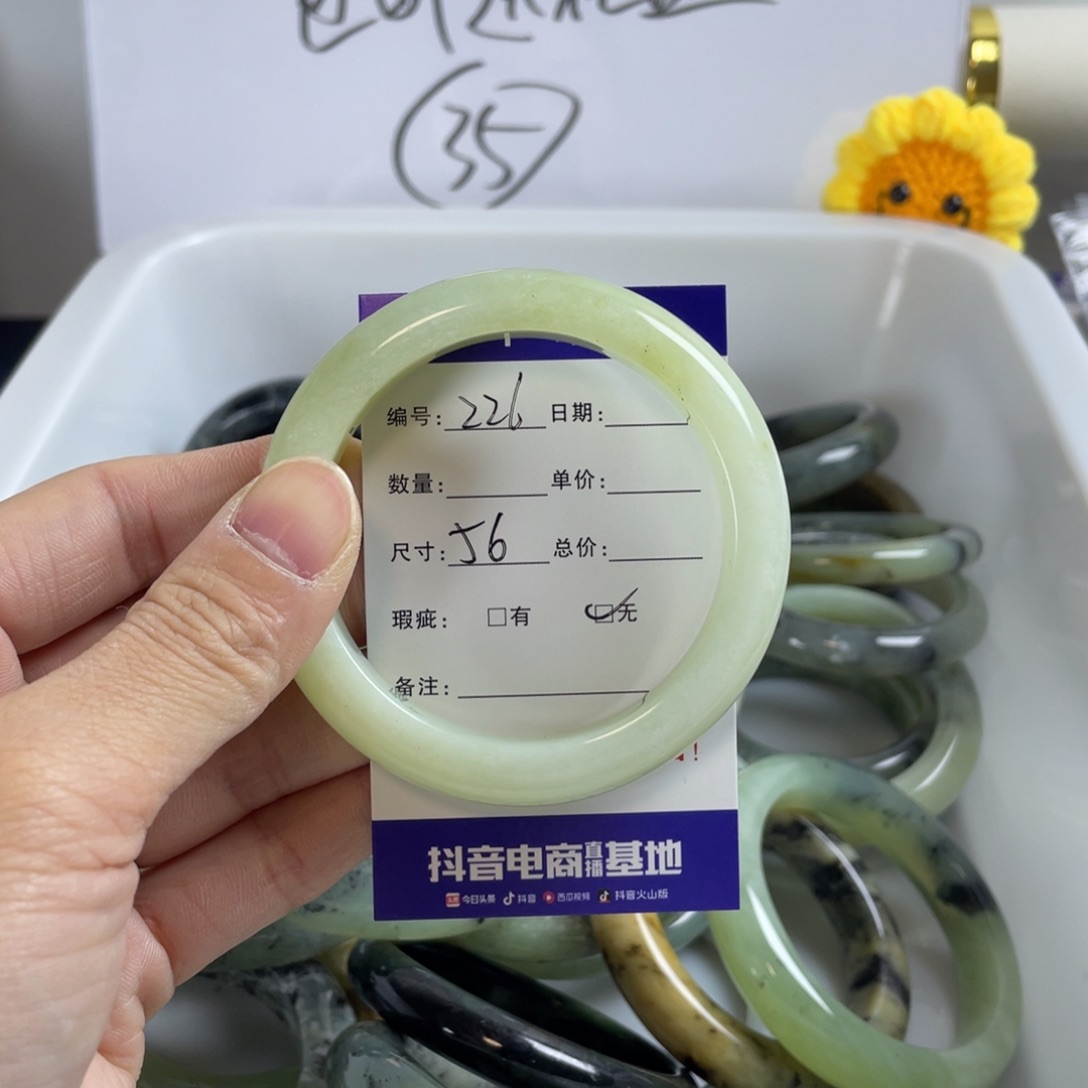 35
编号: 226 日期:
数量: 单价:
尺寸: 56 总价:
瑕疵: □有 ☑无
备注:
!
抖音电商直播基地
今日头条 抖音 西瓜视频 抖音火山版